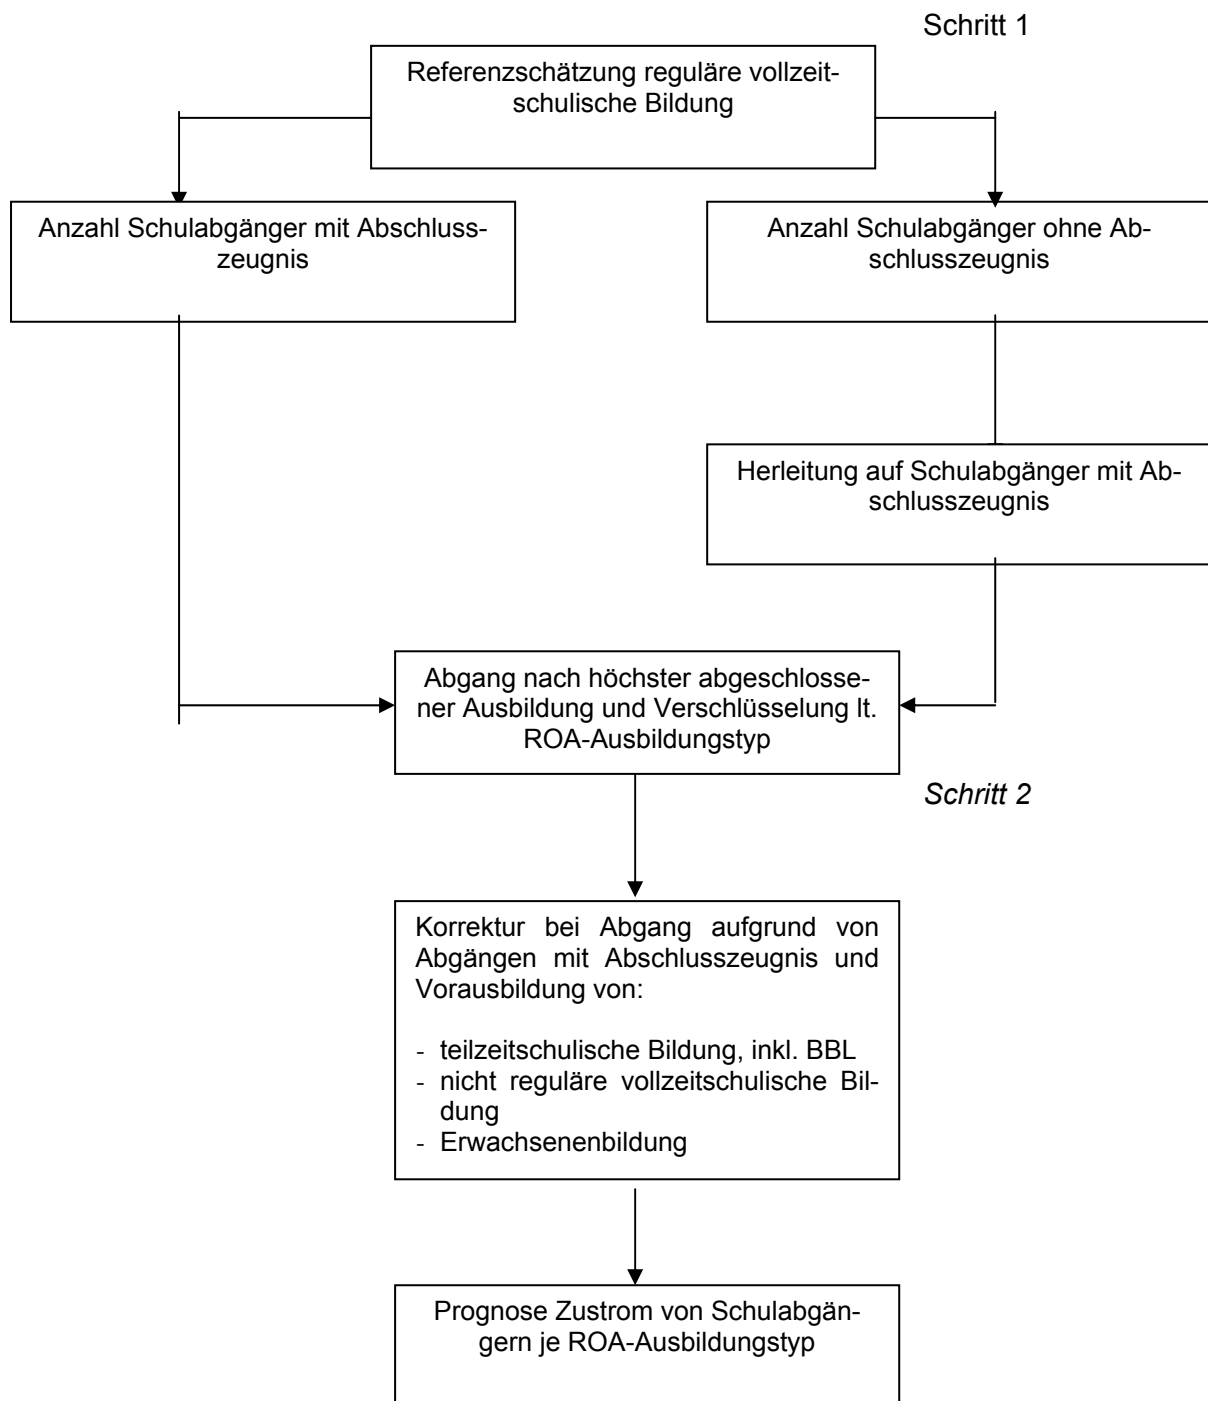 Schritt 1
Referenzschätzung reguläre vollzeit-
schulische Bildung
Anzahl Schulabgänger mit Abschluss-
zeugnis
Anzahl Schulabgänger ohne Ab-
schlusszeugnis
Herleitung auf Schulabgänger mit Ab-
schlusszeugnis
Abgang nach höchster abgeschlosse-
ner Ausbildung und Verschlüsselung lt.
ROA-Ausbildungstyp
Schritt 2
Korrektur bei Abgang aufgrund von
Abgängen mit Abschlusszeugnis und
Vorausbildung von:
- teilzeitschulische Bildung, inkl. BBL
- nicht reguläre vollzeitschulische Bil-
dung
- Erwachsenenbildung
Prognose Zustrom von Schulabgän-
gern je ROA-Ausbildungstyp